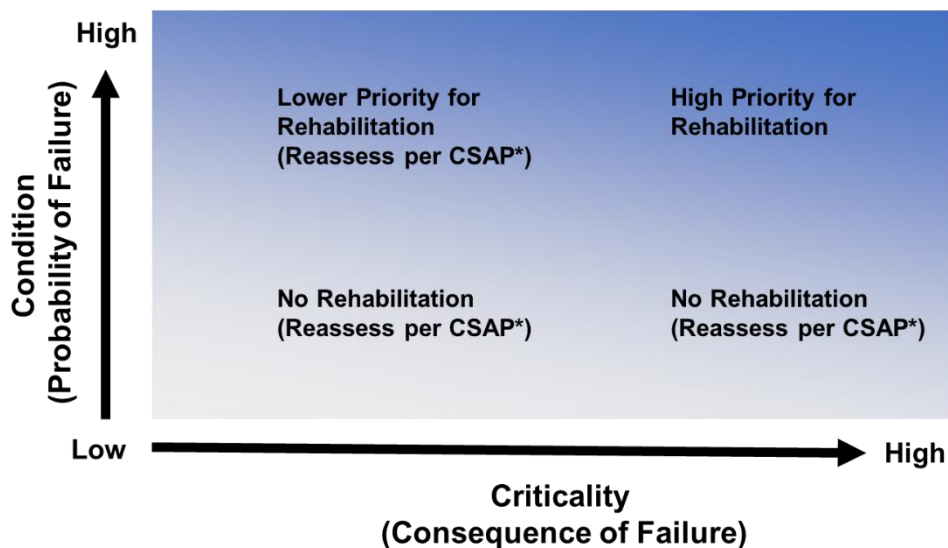 High
Condition
(Probability of Failure)
Lower Priority for
Rehabilitation
(Reassess per CSAP*)
High Priority for
Rehabilitation
No Rehabilitation
(Reassess per CSAP*)
No Rehabilitation
(Reassess per CSAP*)
Low
High
Criticality
(Consequence of Failure)